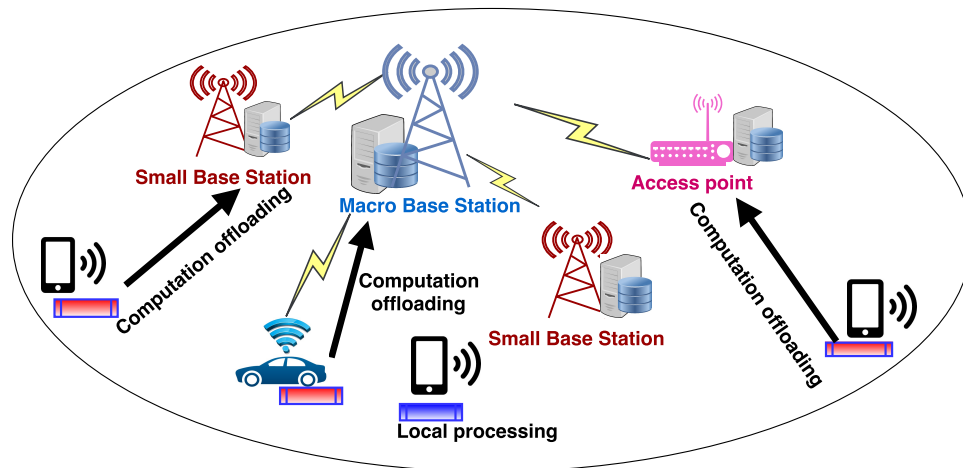 Small Base Station
Macro Base Station
Access point
Computation offloading
Computation
offloading
Computation offloading
Small Base Station
Local processing